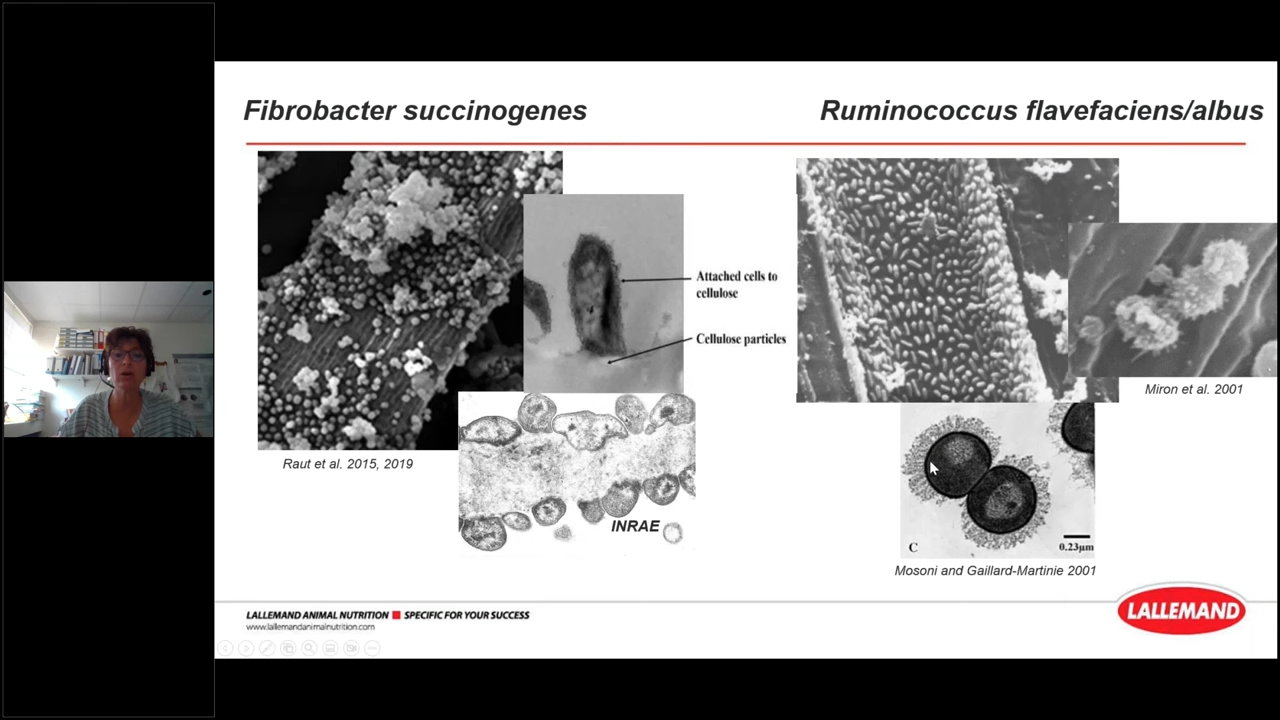 Fibrobacter succinogenes
Ruminococcus flavefaciens/albus
Attached cells to
cellulose
Cellulose particles
Raut et al. 2015, 2019
INRAE
Miron et al. 2001
C
0.23µm
Mosoni and Gaillard-Martinie 2001
LALLEMAND ANIMAL NUTRITION SPECIFIC FOR YOUR SUCCESS
www.lallemandanimalnutrition.com
LALLEMAND